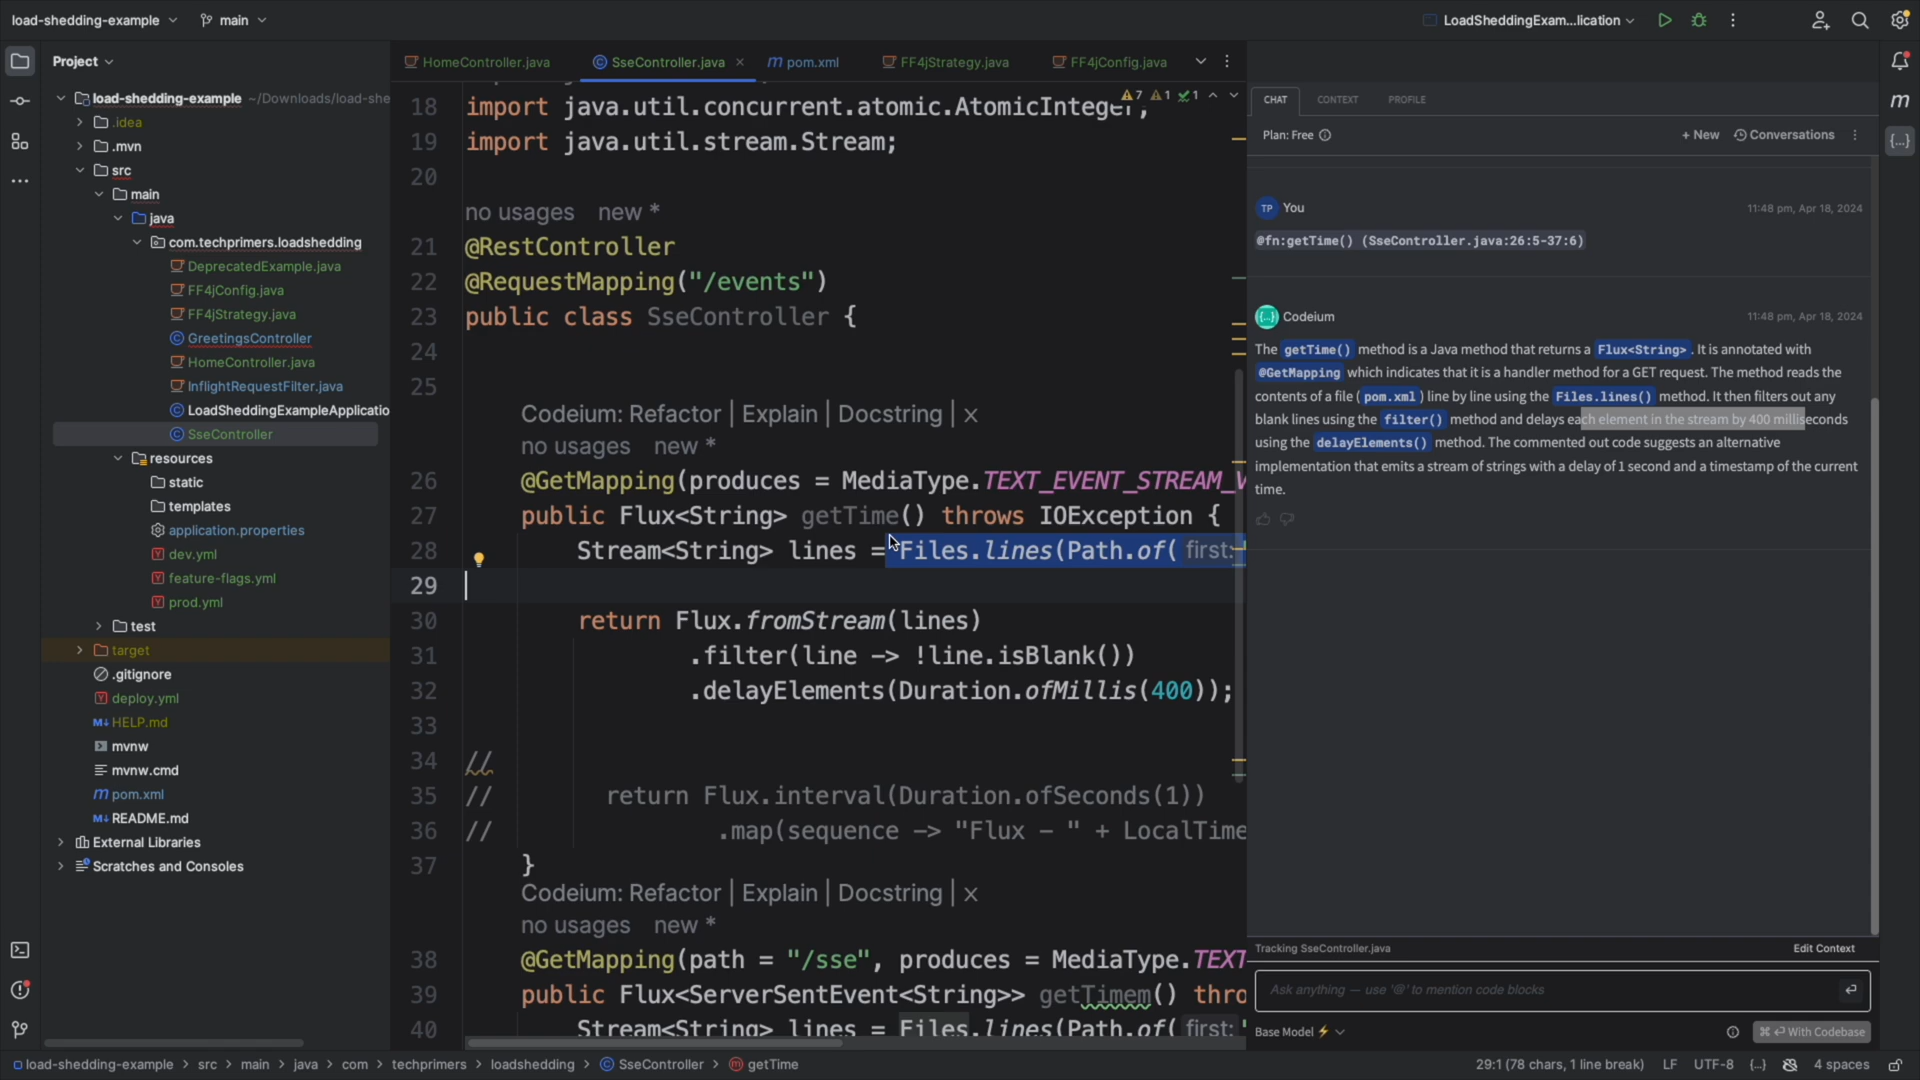 load-shedding-example
main
LoadSheddingExam...lication
Project
load-shedding-example ~/Downloads/load-she
.idea
.mvn
src
main
java
com.techprimers.loadshedding
DeprecatedExample.java
FF4jConfig.java
FF4jStrategy.java
GreetingsController
HomeController.java
InflightRequestFilter.java
LoadSheddingExampleApplicatio
SseController
resources
static
templates
application.properties
dev.yml
feature-flags.yml
prod.yml
test
target
.gitignore
deploy.yml
HELP.md
mvnw
mvnw.cmd
pom.xml
README.md
External Libraries
Scratches and Consoles
HomeController.java
SseController.java
pom.xml
FF4jStrategy.java
FF4jConfig.java
7 1 1
18 import java.util.concurrent.atomic.AtomicInteger;
19 import java.util.stream.Stream;
20
no usages new *
21 @RestController
22 @RequestMapping("/events")
23 public class SseController {
24
25
Codeium: Refactor | Explain | Docstring | X
no usages new *
26 @GetMapping(produces = MediaType.TEXT_EVENT_STREAM_V
27 public Flux<String> getTime() throws IOException {
28 Stream<String> lines = Files.lines(Path.of( first:
29
30 return Flux.fromStream(lines)
31 .filter(line -> !line.isBlank())
32 .delayElements(Duration.ofMillis(400));
33
34 //
35 // return Flux.interval(Duration.ofSeconds(1))
36 // .map(sequence -> "Flux - " + LocalTime
37 }
Codeium: Refactor | Explain | Docstring | X
no usages new *
38 @GetMapping(path = "/sse", produces = MediaType.TEXT
39 public Flux<ServerSentEvent<String>> getTimem() thro
40 Stream<String> lines = Files.lines(Path.of( first: "
CHAT CONTEXT PROFILE
Plan: Free
+ New Conversations
TP You 11:48 pm, Apr 18, 2024
@fn:getTime() (SseController.java:26:5-37:6)
{...} Codeium 11:48 pm, Apr 18, 2024
The getTime() method is a Java method that returns a Flux<String>. It is annotated with
@GetMapping which indicates that it is a handler method for a GET request. The method reads the
contents of a file ( pom.xml ) line by line using the Files.lines() method. It then filters out any
blank lines using the filter() method and delays each element in the stream by 400 milliseconds
using the delayElements() method. The commented out code suggests an alternative
implementation that emits a stream of strings with a delay of 1 second and a timestamp of the current
time.
Tracking SseController.java Edit Context
Ask anything — use '@' to mention code blocks
Base Model
With Codebase
load-shedding-example > src > main > java > com > techprimers > loadshedding > SseController > getTime
29:1 (78 chars, 1 line break) LF UTF-8 {...} 4 spaces